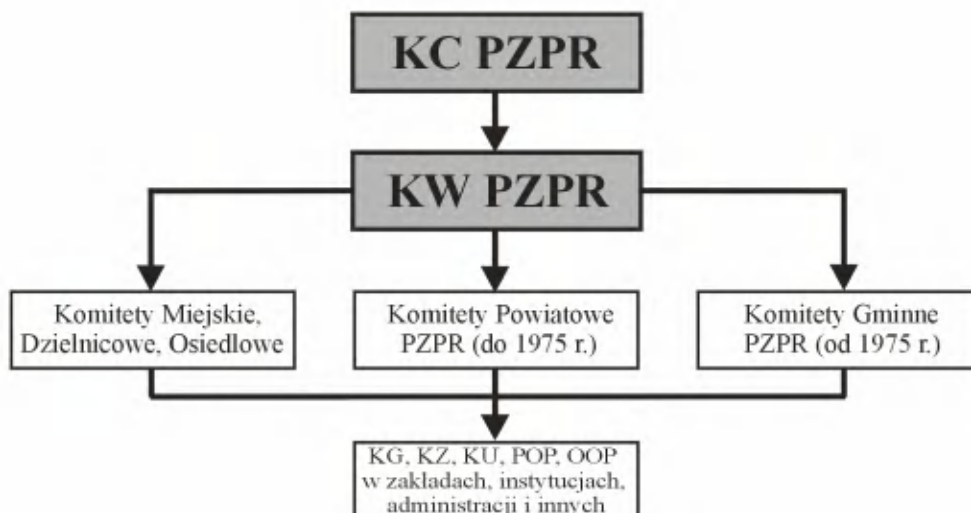 KC PZPR
KW PZPR
Komitety Miejskie,
Dzielnicowe, Osiedlowe
Komitety Powiatowe
PZPR (do 1975 r.)
Komitety Gminne
PZPR (od 1975 r.)
KG, KZ, KU, POP, OOP
w zakładach, instytucjach,
administracji i innych